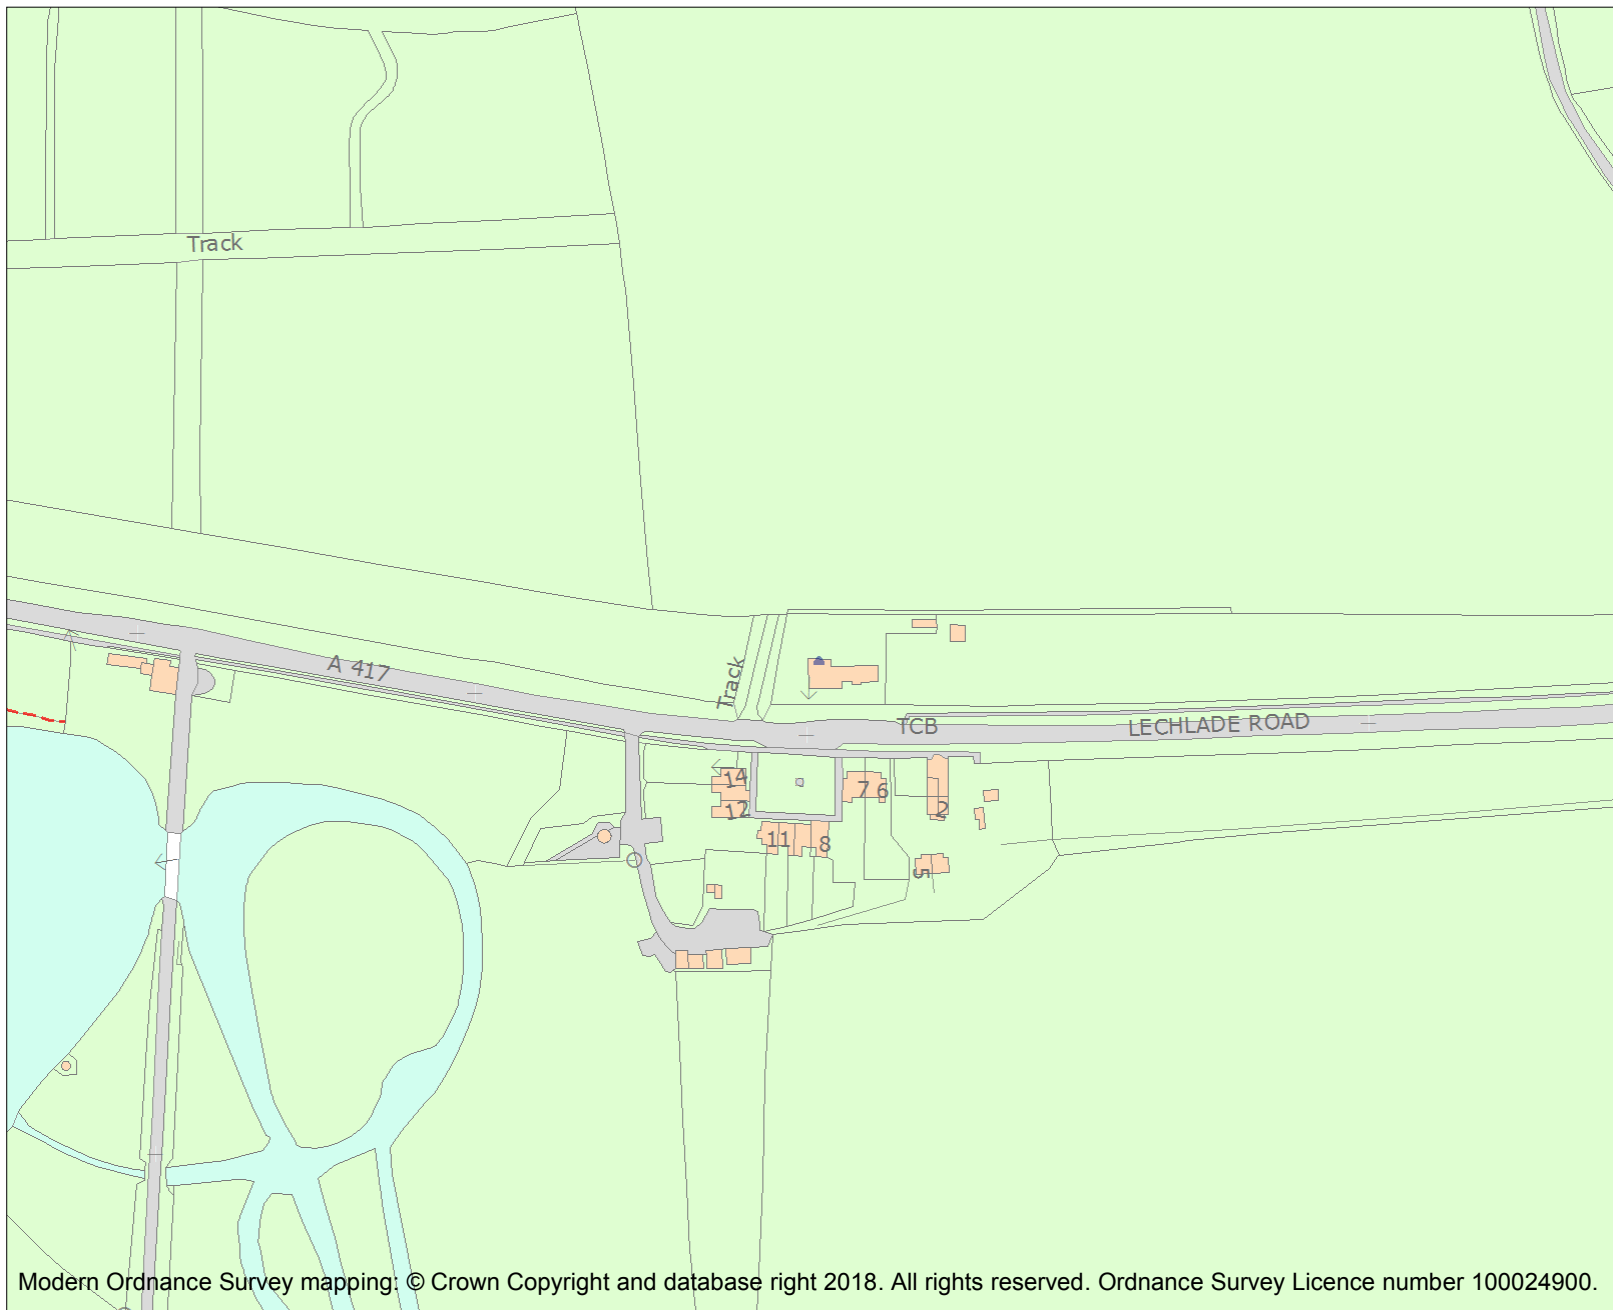 Track
A 417
Track
TCB
LECHLADE ROAD
14
12
7
6
2
11
8
5
Modern Ordnance Survey mapping: © Crown Copyright and database right 2018. All rights reserved. Ordnance Survey Licence number 100024900.